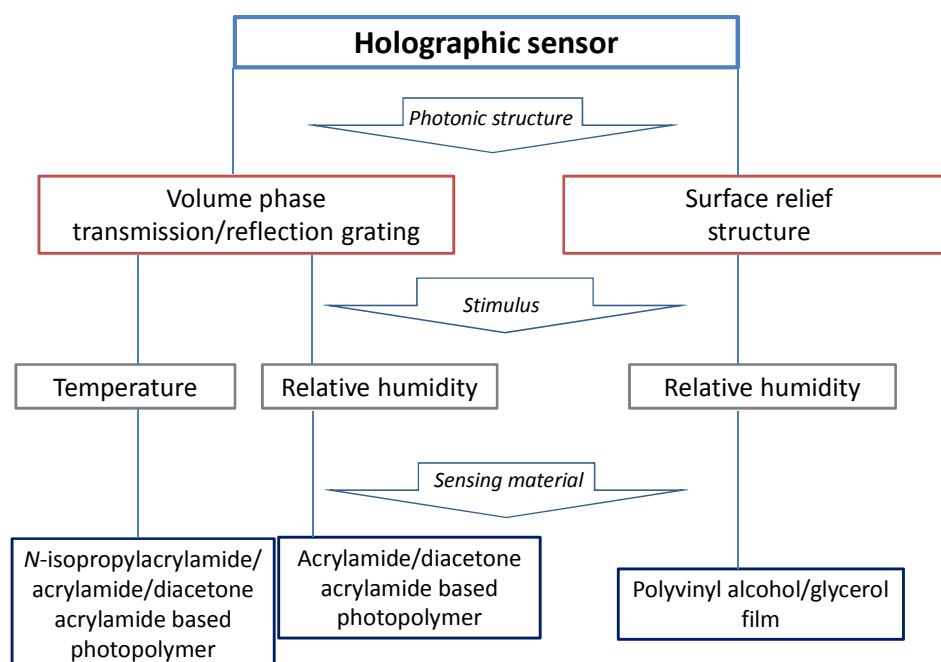 Holographic sensor
Photonic structure
Volume phase
transmission/reflection grating
Surface relief
structure
Stimulus
Temperature
Relative humidity
Relative humidity
Sensing material
N-isopropylacrylamide/
acrylamide/diacetone
acrylamide based
photopolymer
Acrylamide/diacetone
acrylamide based
photopolymer
Polyvinyl alcohol/glycerol
film